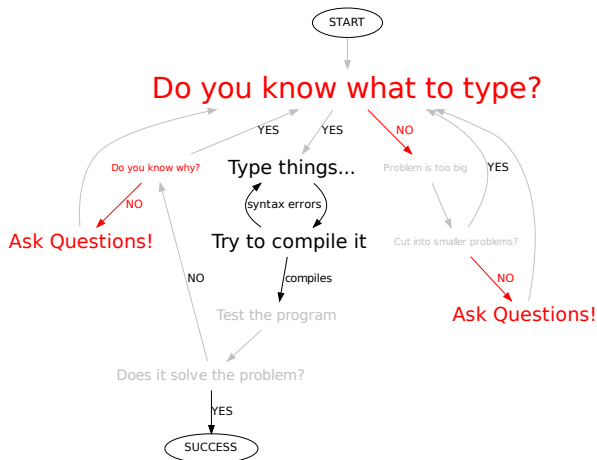 START
Do you know what to type?
YES
YES
NO
Do you know why?
Type things...
Problem is too big
YES
NO
syntax errors
Ask Questions!
Try to compile it
Cut into smaller problems?
NO
compiles
NO
Test the program
Ask Questions!
Does it solve the problem?
YES
SUCCESS